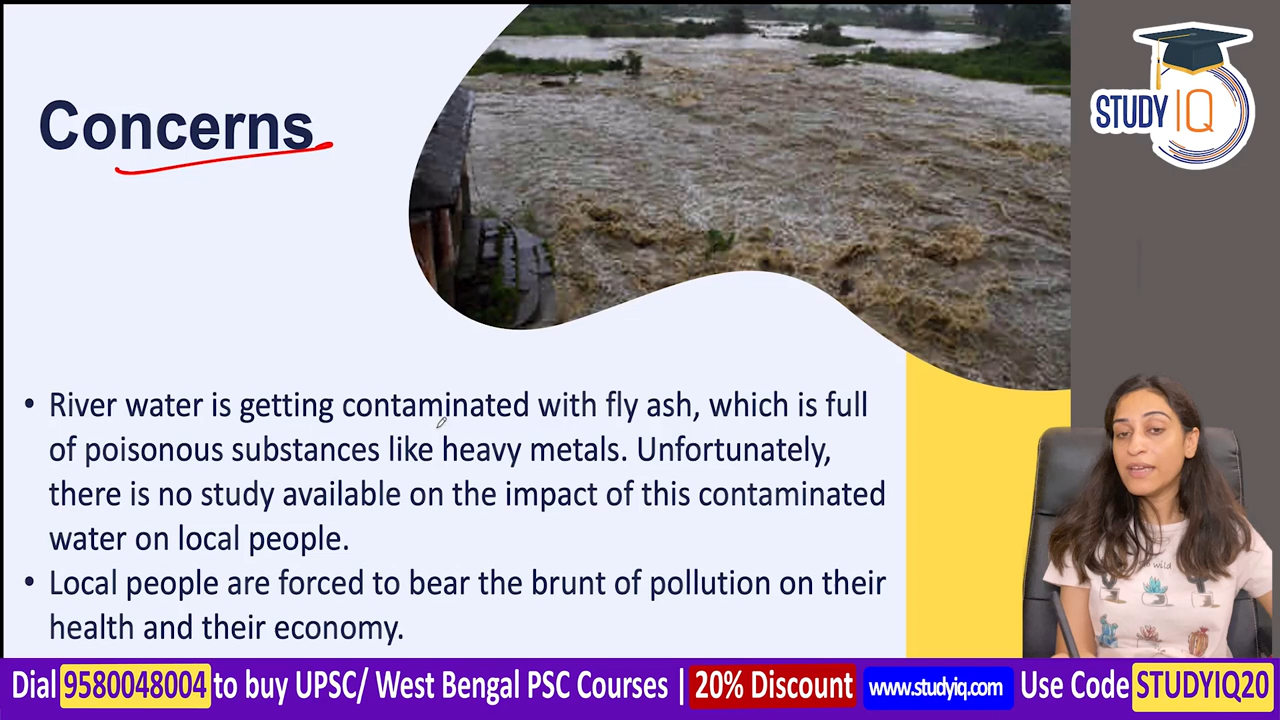 Concerns
STUDY IQ
• River water is getting contaminated with fly ash, which is full
of poisonous substances like heavy metals. Unfortunately,
there is no study available on the impact of this contaminated
water on local people.
• Local people are forced to bear the brunt of pollution on their
health and their economy.
wild
Dial 9580048004 to buy UPSC/ West Bengal PSC Courses | 20% Discount www.studyiq.com Use Code STUDYIQ20